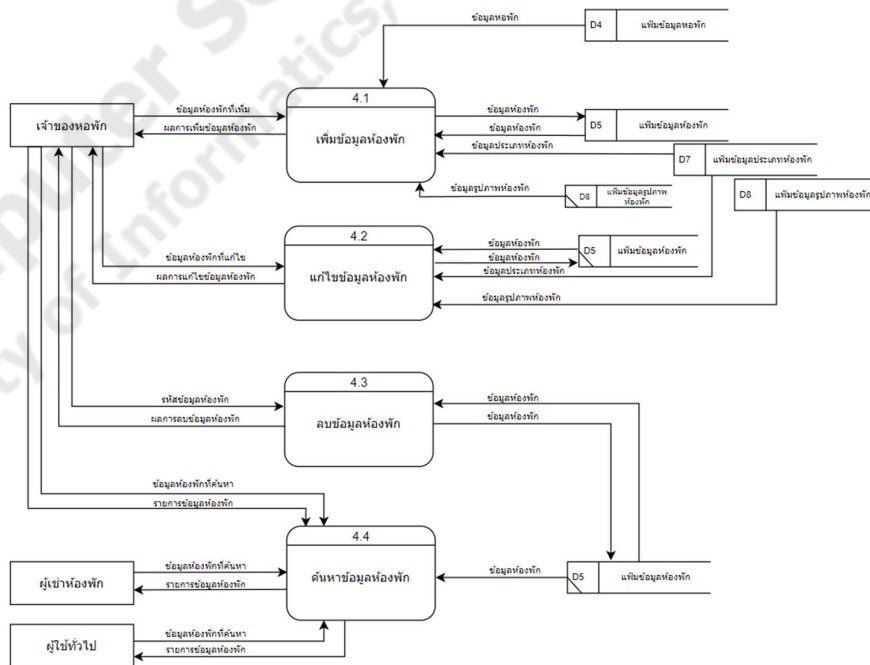 ข้อมูลหอพัก
D4
แฟ้มข้อมูลหอพัก
4.1
เพิ่มข้อมูลห้องพัก
เจ้าของหอพัก
ข้อมูลห้องพักที่เพิ่ม
ผลการเพิ่มข้อมูลห้องพัก
ข้อมูลห้องพัก
ข้อมูลห้องพัก
ข้อมูลประเภทห้องพัก
D5
แฟ้มข้อมูลห้องพัก
D7
แฟ้มข้อมูลประเภทห้องพัก
ข้อมูลรูปภาพห้องพัก
D8
แฟ้มข้อมูลรูปภาพ
ห้องพัก
D8
แฟ้มข้อมูลรูปภาพห้องพัก
4.2
แก้ไขข้อมูลห้องพัก
ข้อมูลห้องพักที่แก้ไข
ผลการแก้ไขข้อมูลห้องพัก
ข้อมูลห้องพัก
ข้อมูลห้องพัก
ข้อมูลประเภทห้องพัก
D5
แฟ้มข้อมูลห้องพัก
ข้อมูลรูปภาพห้องพัก
4.3
ลบข้อมูลห้องพัก
รหัสข้อมูลห้องพัก
ผลการลบข้อมูลห้องพัก
ข้อมูลห้องพัก
ข้อมูลห้องพัก
ข้อมูลห้องพักที่ค้นหา
รายการข้อมูลห้องพัก
4.4
ค้นหาข้อมูลห้องพัก
ผู้เช่าห้องพัก
ข้อมูลห้องพักที่ค้นหา
รายการข้อมูลห้องพัก
ข้อมูลห้องพัก
D5
แฟ้มข้อมูลห้องพัก
ผู้ใช้ทั่วไป
ข้อมูลห้องพักที่ค้นหา
รายการข้อมูลห้องพัก
of Informatics,